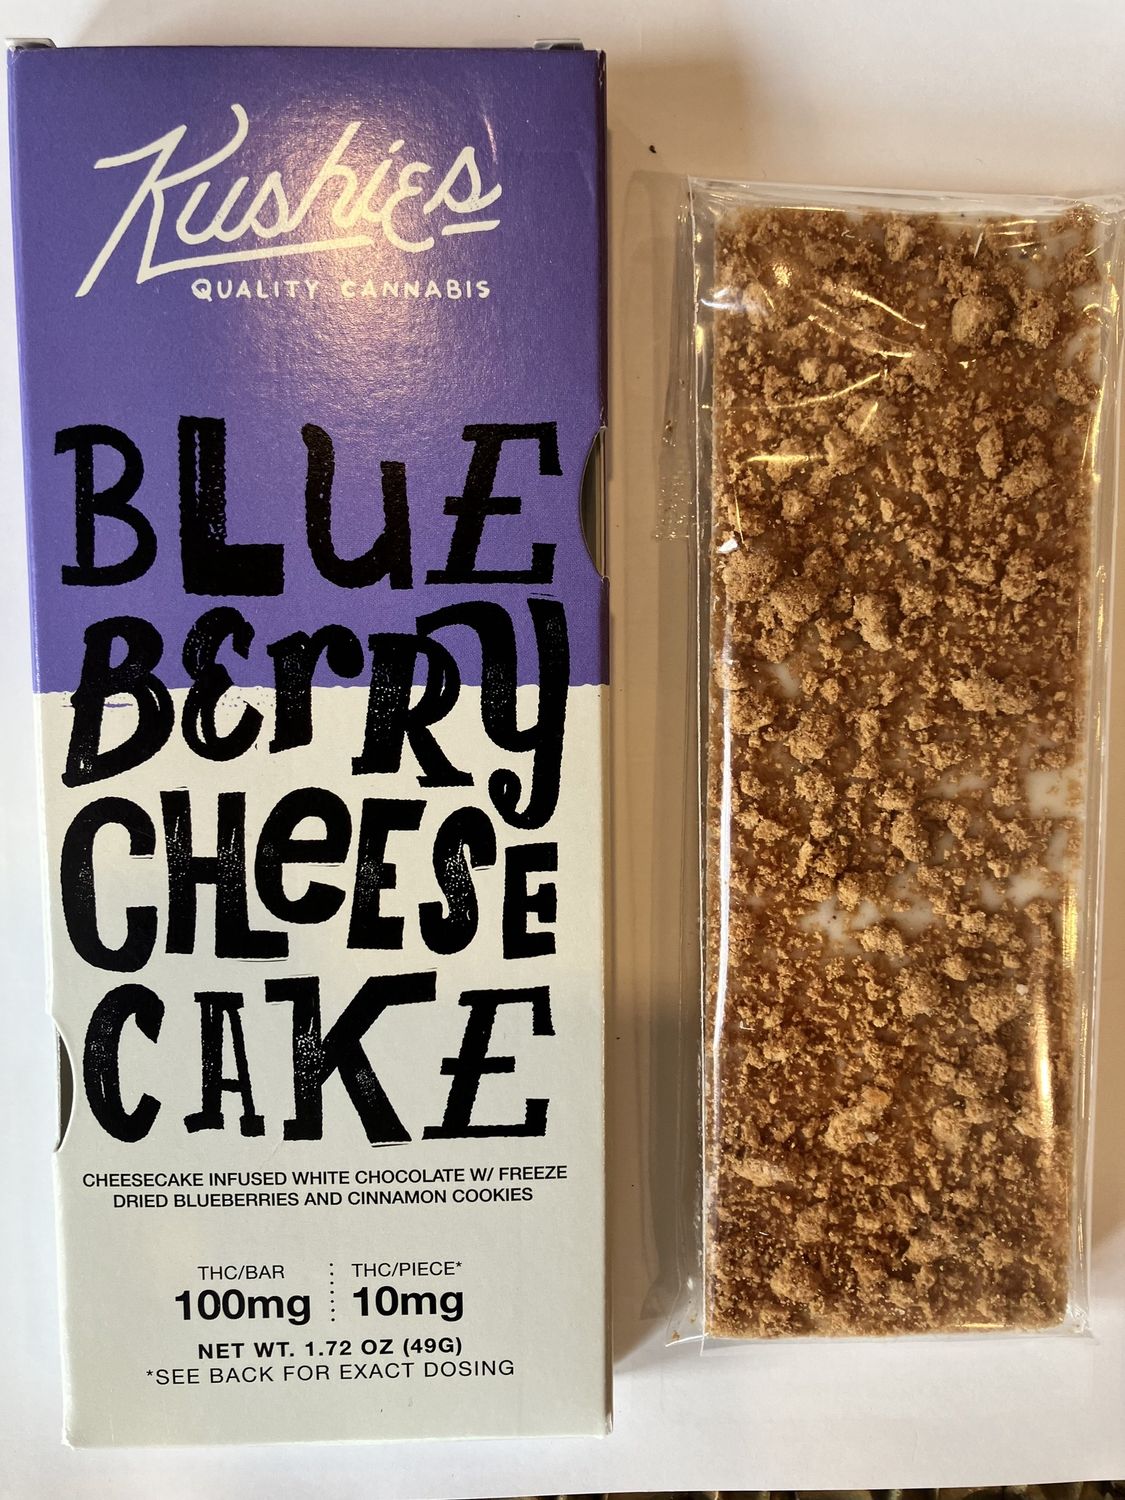 Kushies
QUALITY CANNABIS
BLUE
BERRY
CHEESE
CAKE
CHEESECAKE INFUSED WHITE CHOCOLATE W/ FREEZE
DRIED BLUEBERRIES AND CINNAMON COOKIES
THC/BAR THC/PIECE*
100mg 10mg
NET WT. 1.72 OZ (49G)
*SEE BACK FOR EXACT DOSING